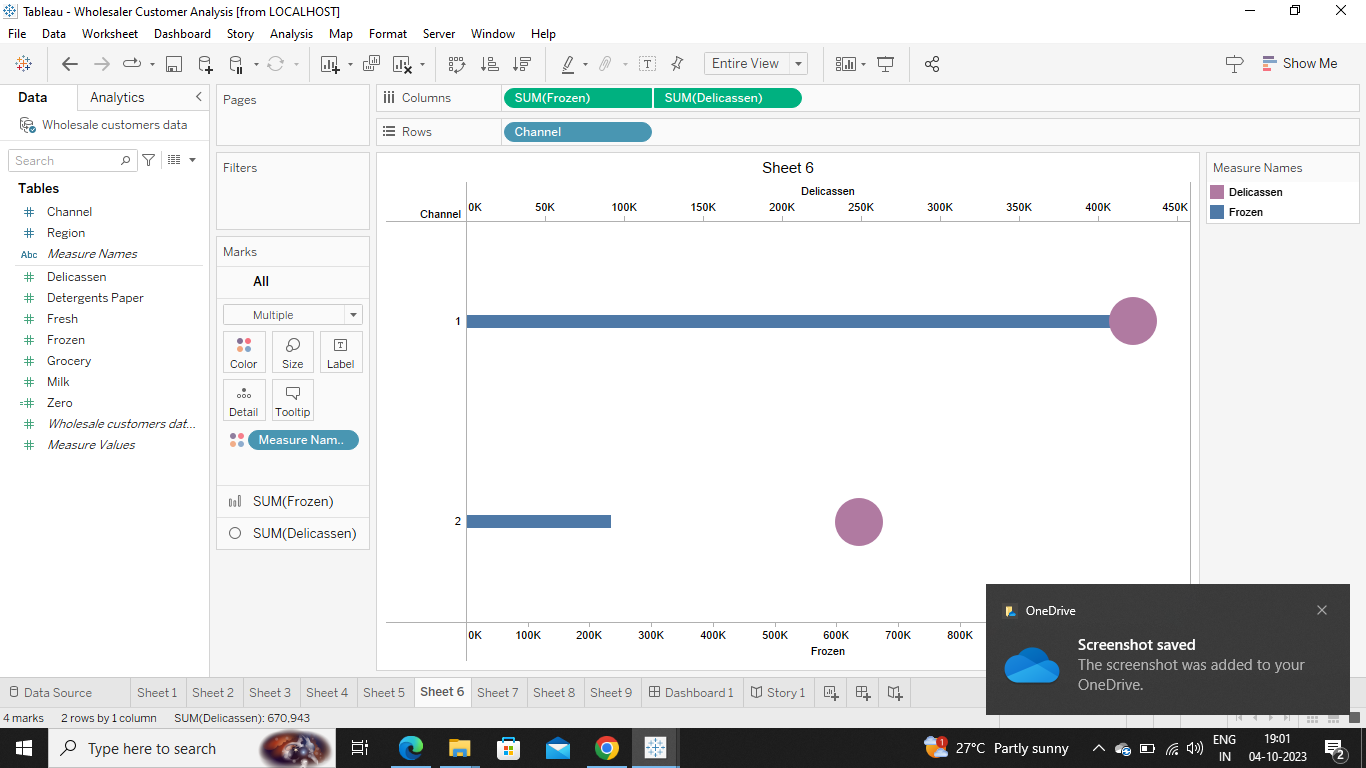 Tableau - Wholesaler Customer Analysis [from LOCALHOST]
File Data Worksheet Dashboard Story Analysis Map Format Server Window Help
Entire View
Show Me
Data Analytics
Wholesale customers data
Search
Tables
Channel
Region
Abc Measure Names
Delicassen
Detergents Paper
Fresh
Frozen
Grocery
Milk
Zero
Wholesale customers dat...
Measure Values
Pages
Filters
Marks
All
Multiple
Color Size Label
Detail Tooltip
Measure Nam..
SUM(Frozen)
SUM(Delicassen)
Columns SUM(Frozen) SUM(Delicassen)
Rows Channel
Sheet 6
Delicassen
Channel 0K 50K 100K 150K 200K 250K 300K 350K 400K 450K
1
2
0K 100K 200K 300K 400K 500K 600K 700K 800K
Frozen
Measure Names
Delicassen
Frozen
OneDrive
Screenshot saved
The screenshot was added to your
OneDrive.
Data Source Sheet 1 Sheet 2 Sheet 3 Sheet 4 Sheet 5 Sheet 6 Sheet 7 Sheet 8 Sheet 9 Dashboard 1 Story 1
4 marks 2 rows by 1 column SUM(Delicassen): 670,943
Type here to search
1
27°C Partly sunny
ENG
IN
19:01
04-10-2023
2